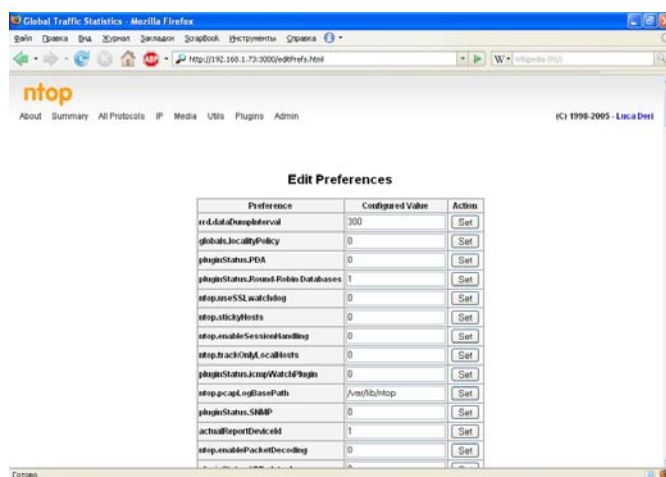 Global Traffic Statistics - Mozilla Firefox
Файл Правка Вид Журнал Закладки ScrapBook Инструменты Справка
ABP http://192.168.1.73:3000/editPrefs.html W Wikipedia (RU)
ntop
About Summary All Protocols IP Media Utils Plugins Admin (C) 1998-2005 - Luca Deri
Edit Preferences
Preference Configured Value Action
rrd.dataDumpInterval 300 Set
globals.localityPolicy 0 Set
pluginStatus.PDA 0 Set
pluginStatus.Round-Robin Databases 1 Set
ntop.useSSLwatchdog 0 Set
ntop.stickyHosts 0 Set
ntop.enableSessionHandling 0 Set
ntop.trackOnlyLocalHosts 0 Set
pluginStatus.icmpWatchPlugin 0 Set
ntop.pcapLogBasePath /var/lib/ntop Set
pluginStatus.SNMP 0 Set
actualReportDeviceId 1 Set
ntop.enablePacketDecoding 0 Set
Готово